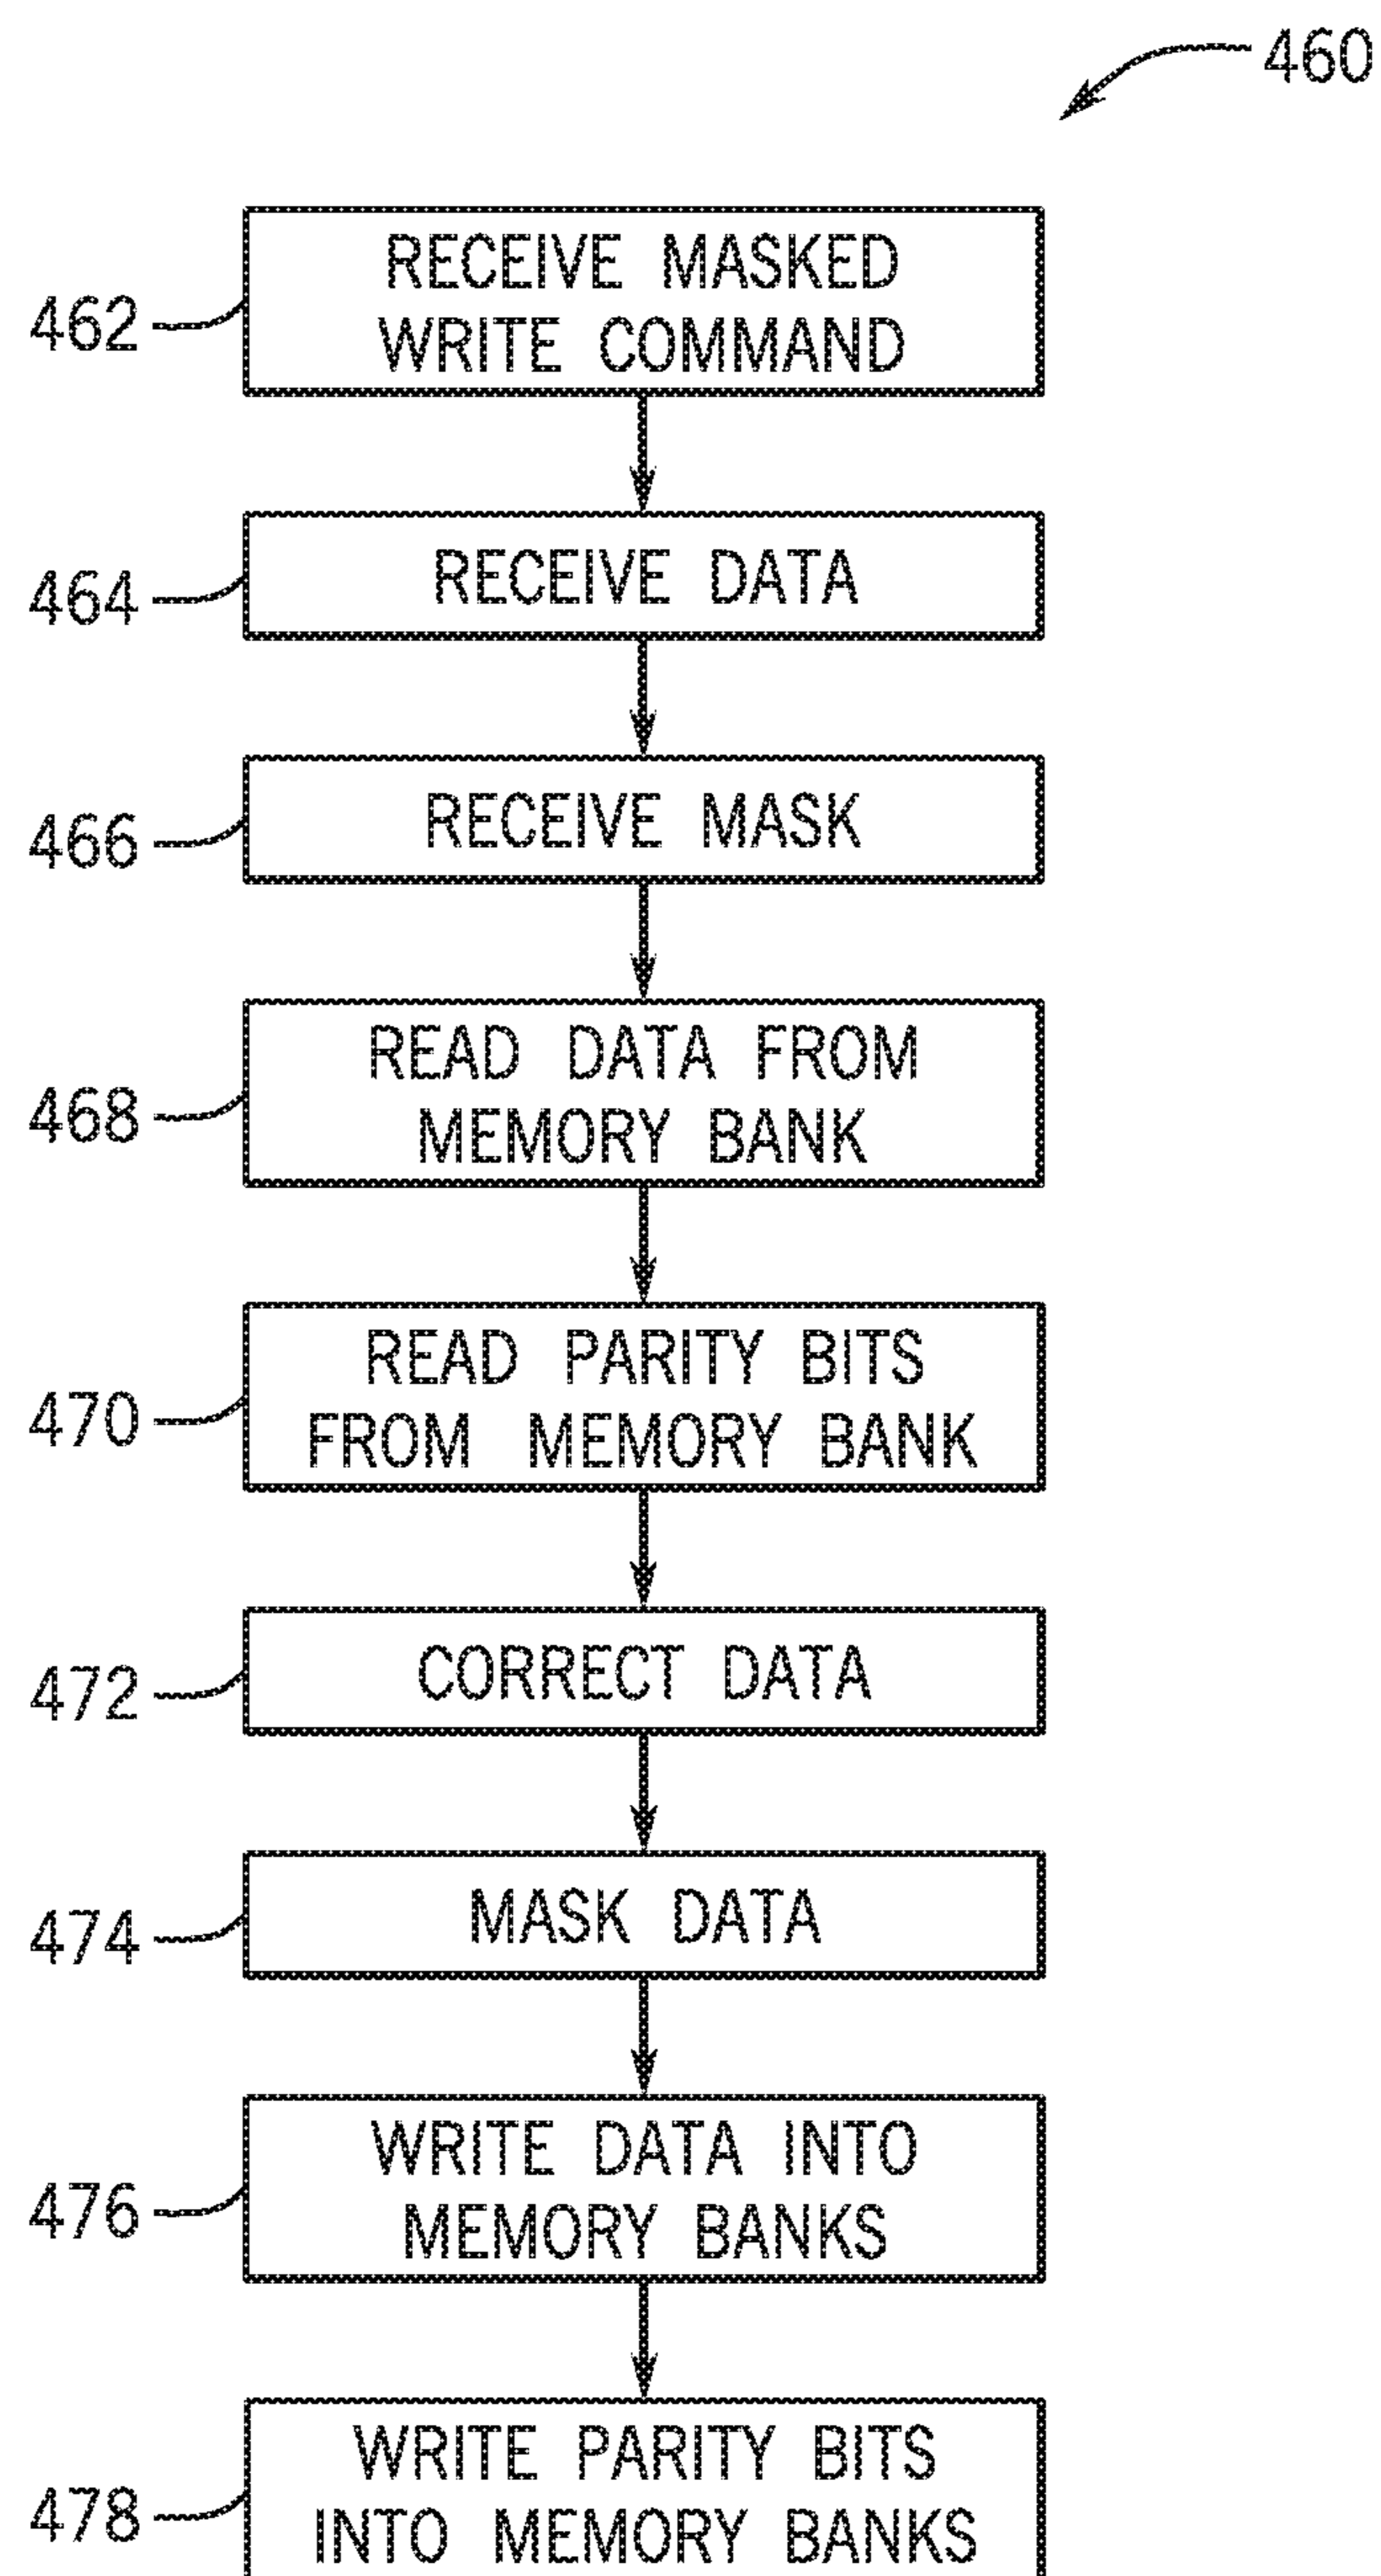 460
462
RECEIVE MASKED
WRITE COMMAND
464
RECEIVE DATA
466
RECEIVE MASK
468
READ DATA FROM
MEMORY BANK
470
READ PARITY BITS
FROM MEMORY BANK
472
CORRECT DATA
474
MASK DATA
476
WRITE DATA INTO
MEMORY BANKS
478
WRITE PARITY BITS
INTO MEMORY BANKS